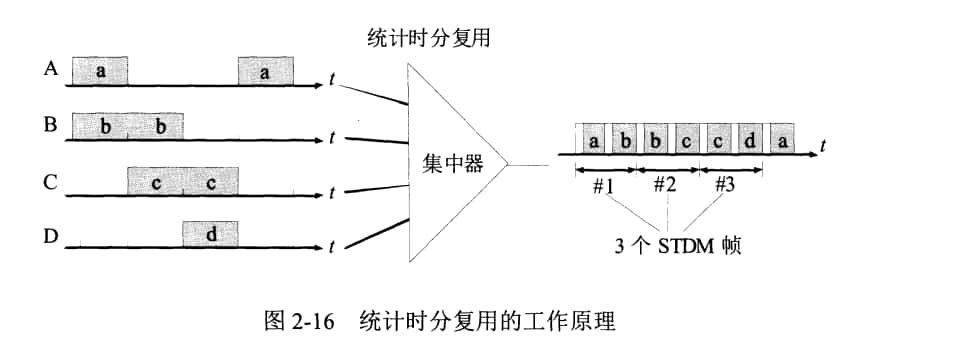 统计时分复用
A a a t
B b b t
C c c t
D d t
集中器
a b b c c d a t
#1 #2 #3
3 个 STDM 帧
图 2-16 统计时分复用的工作原理